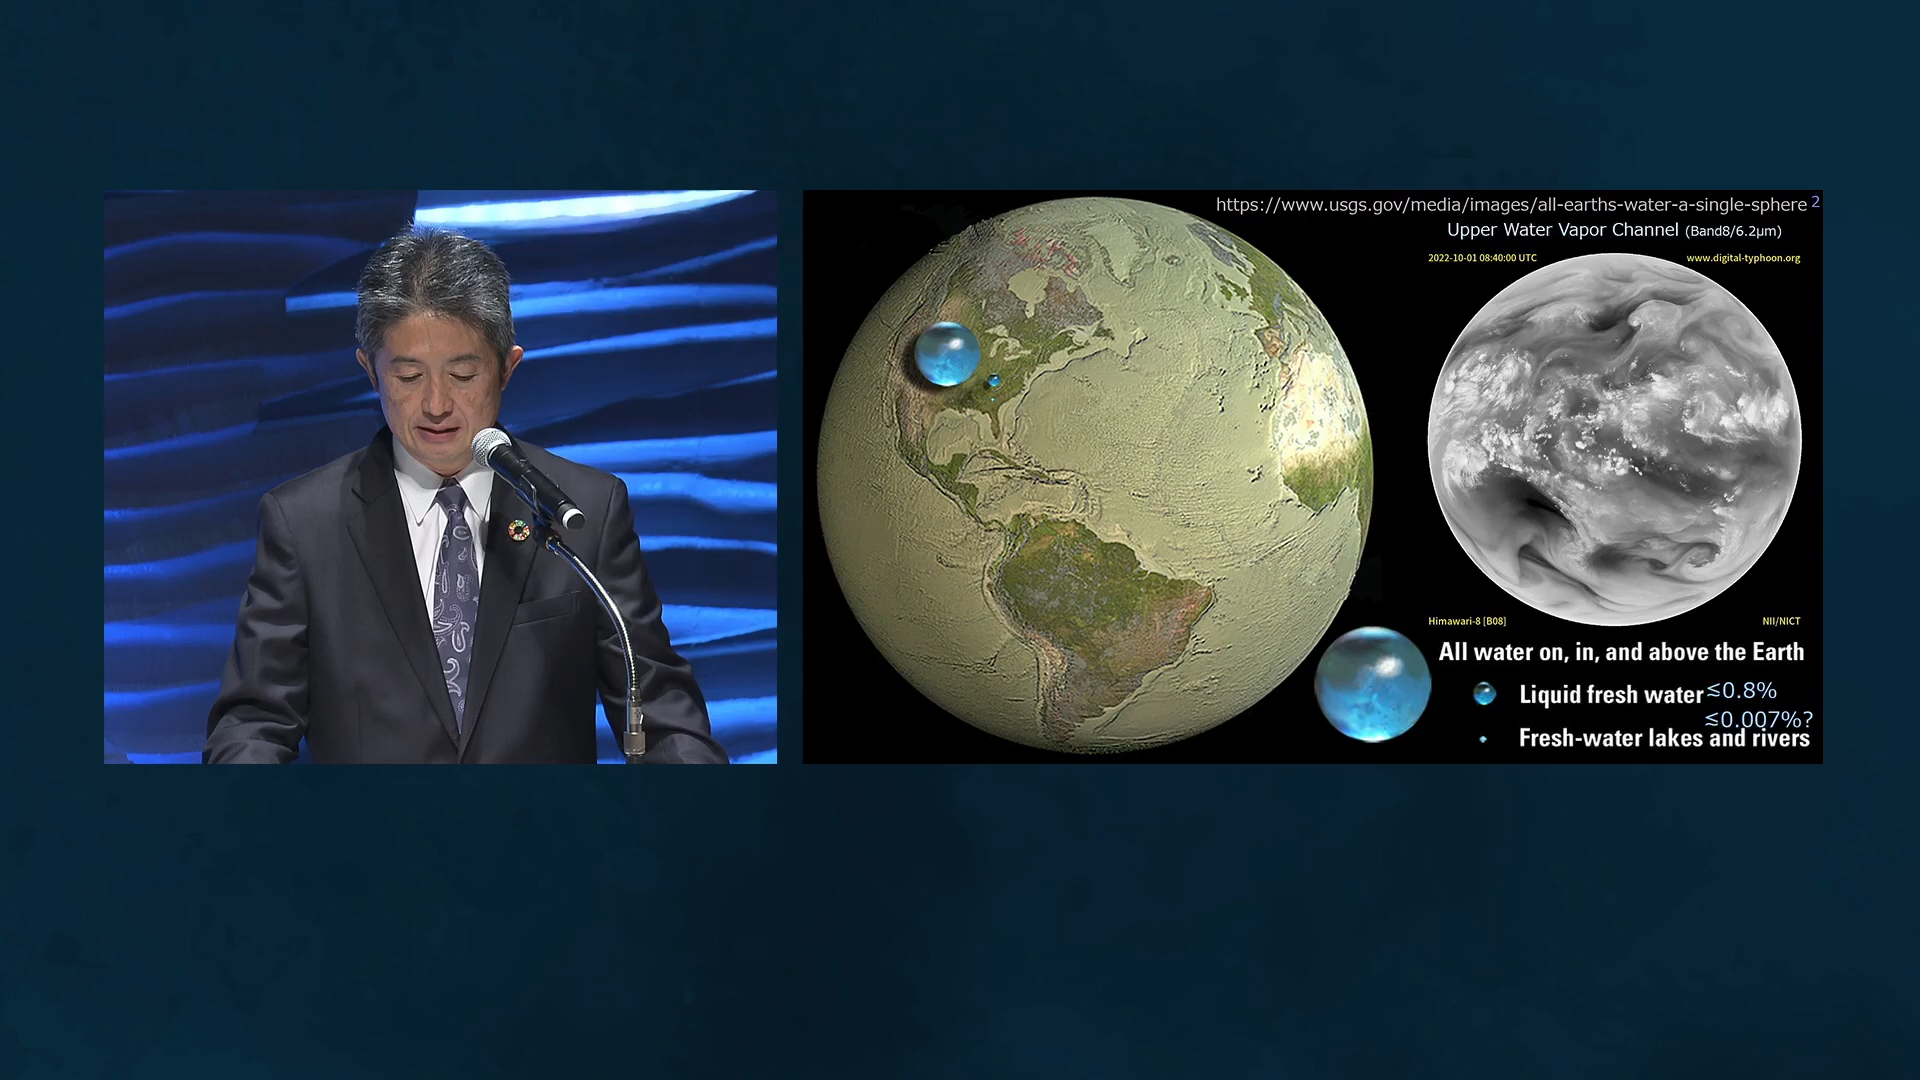 https://www.usgs.gov/media/images/all-earths-water-a-single-sphere 2
Upper Water Vapor Channel (Band8/6.2μm)
2022-10-01 08:40:00 UTC
www.digital-typhoon.org
Himawari-8 [B08]
NII/NICT
All water on, in, and above the Earth
Liquid fresh water ≲0.8%
≲0.007%?
Fresh-water lakes and rivers